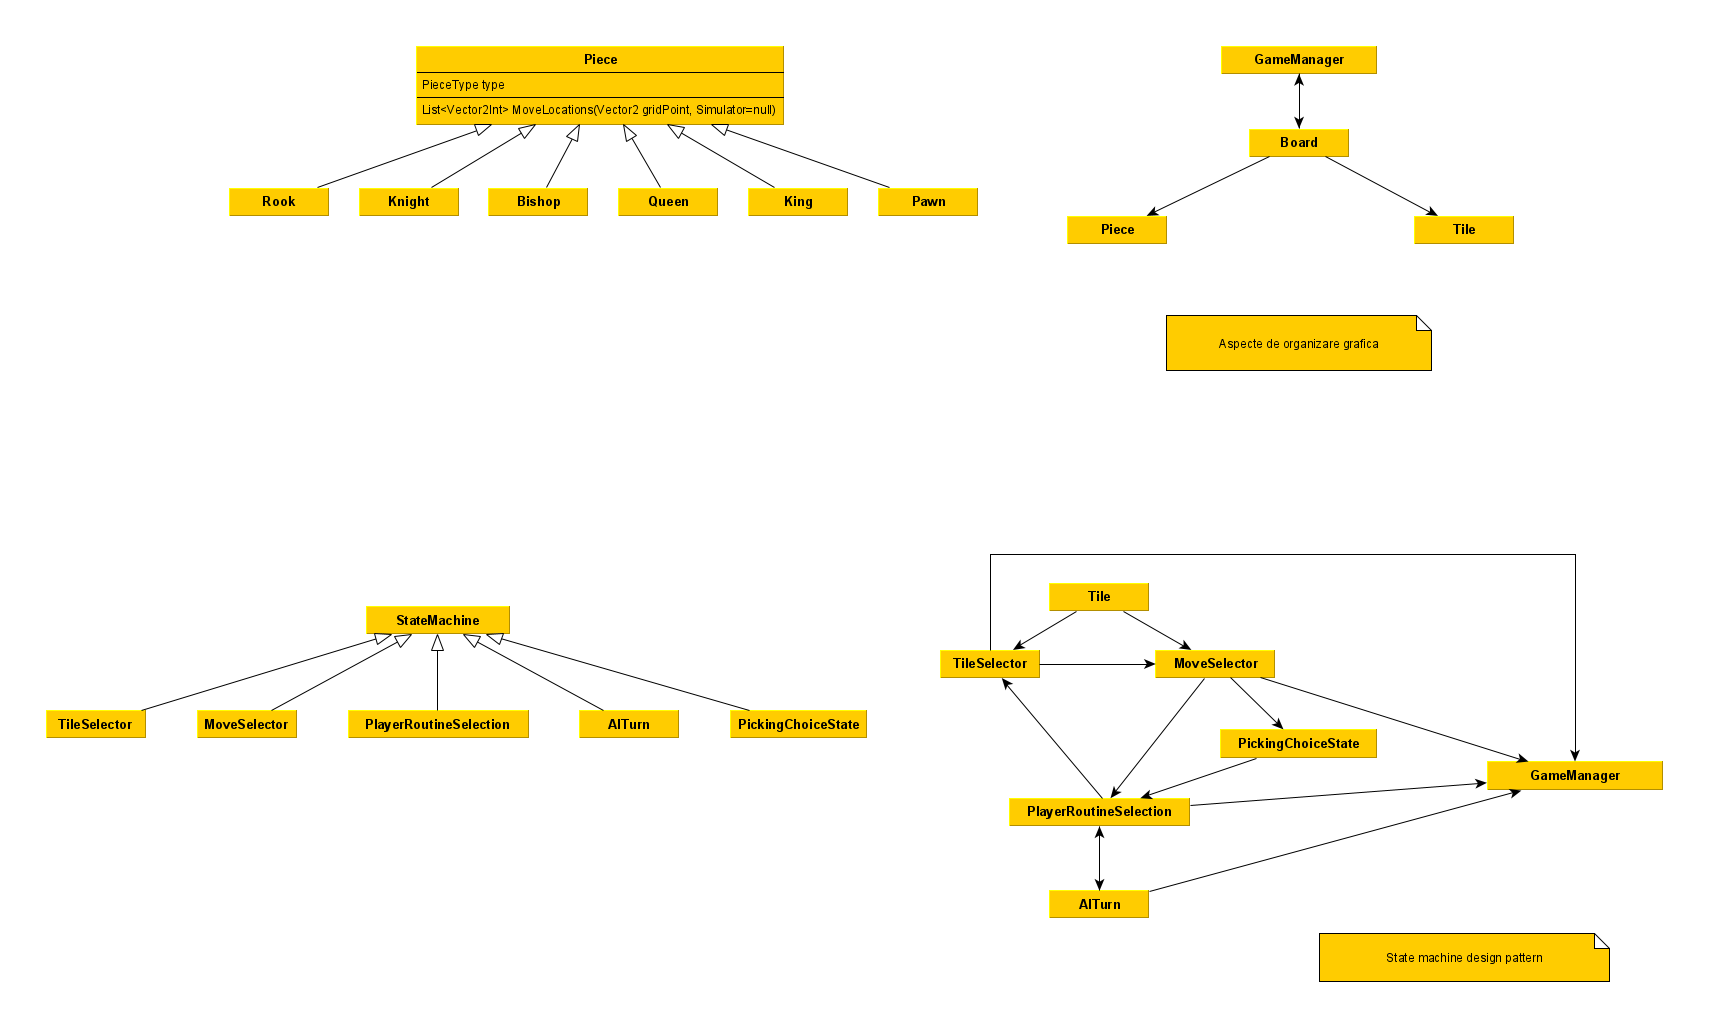 Piece
PieceType type
List<Vector2Int> MoveLocations(Vector2 gridPoint, Simulator=null)
Rook
Knight
Bishop
Queen
King
Pawn
GameManager
Board
Piece
Tile
Aspecte de organizare grafica
StateMachine
TileSelector
MoveSelector
PlayerRoutineSelection
AITurn
PickingChoiceState
Tile
TileSelector
MoveSelector
PickingChoiceState
GameManager
PlayerRoutineSelection
AITurn
State machine design pattern